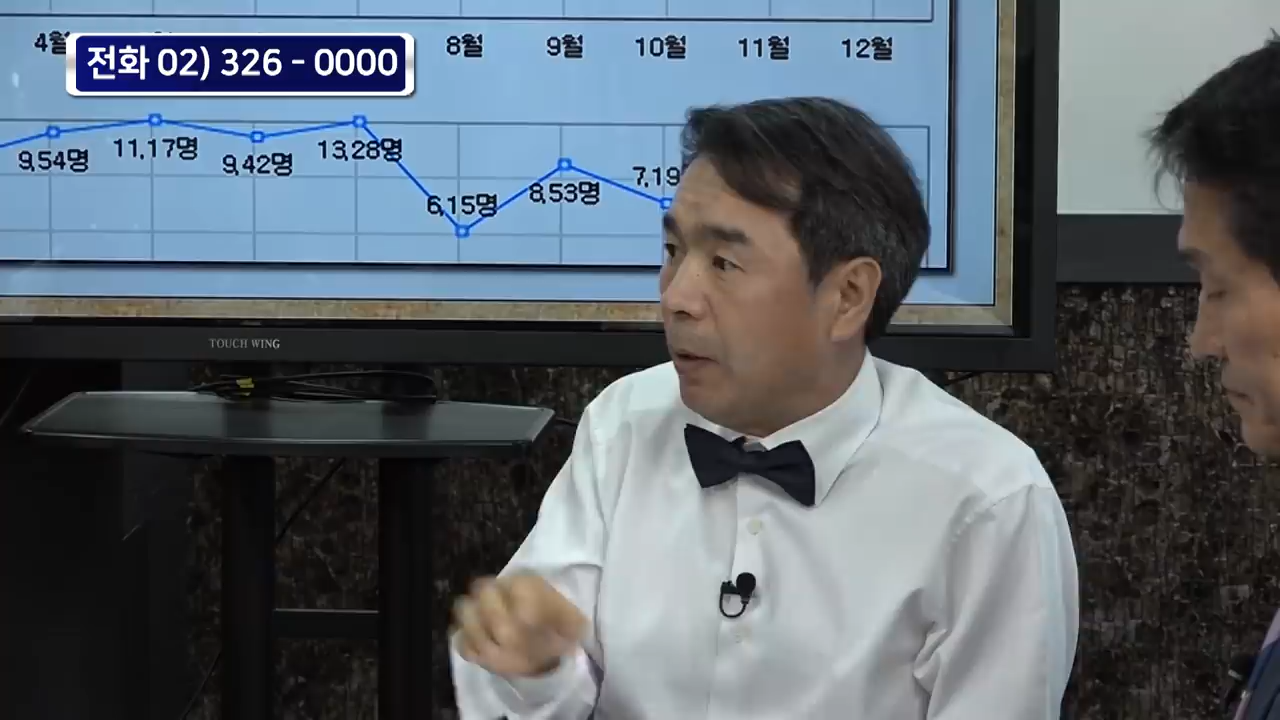 전화 02) 326 - 0000
8월 9월 10월 11월 12월
9,54명 11,17명 9,42명 13,28명 6,15명 8,53명 7,19
TOUCH WING